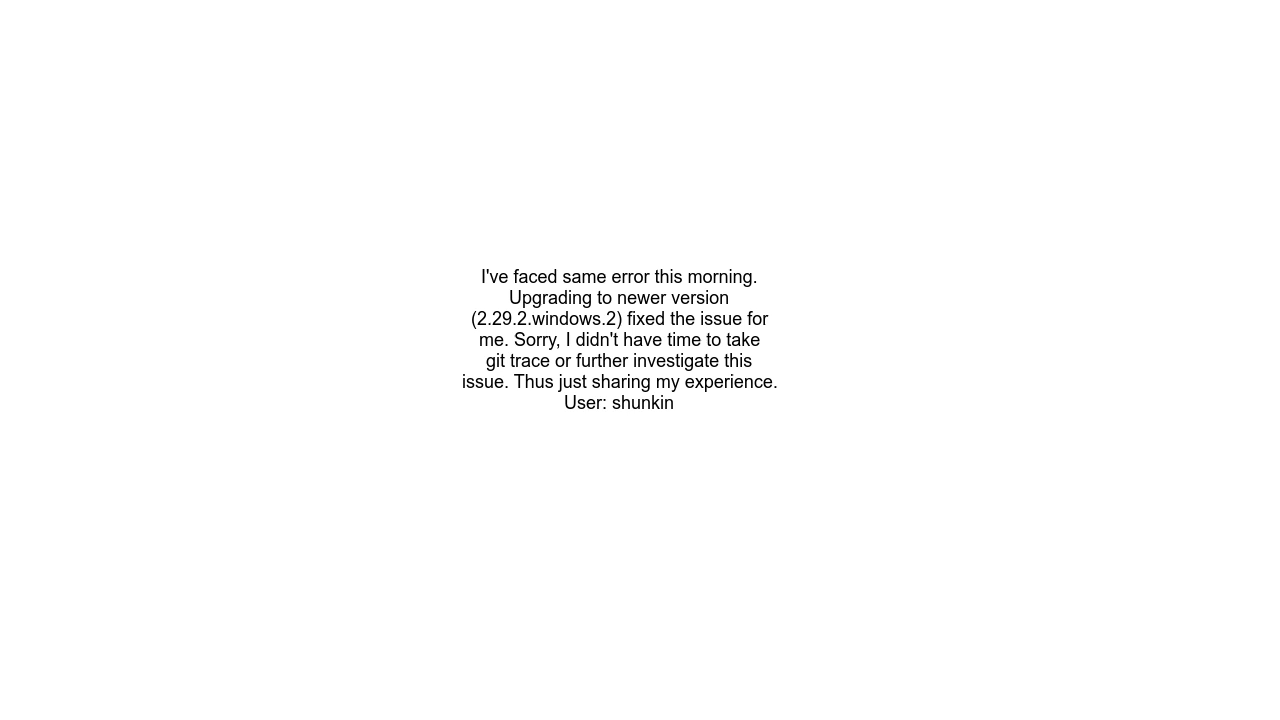 I've faced same error this morning.
Upgrading to newer version
(2.29.2.windows.2) fixed the issue for
me. Sorry, I didn't have time to take
git trace or further investigate this
issue. Thus just sharing my experience.
User: shunkin